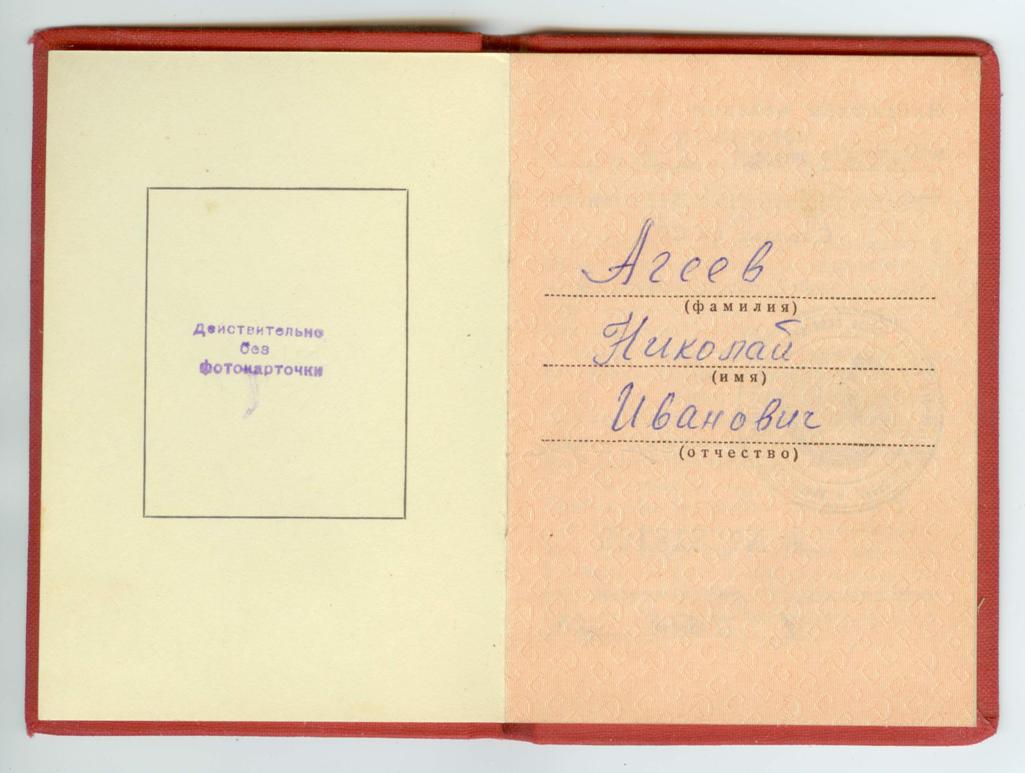 Действительно
без
фотокарточки
Агеев
(фамилия)
Николай
(имя)
Иванович
(отчество)